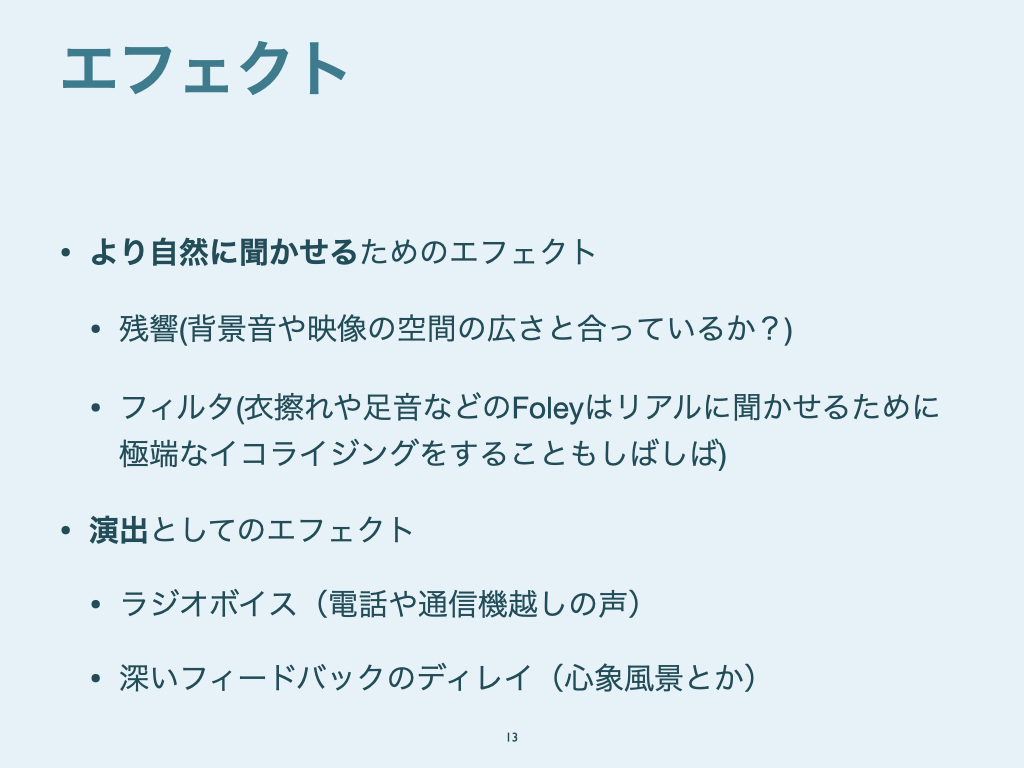 エフェクト
• より自然に聞かせるためのエフェクト
• 残響(背景音や映像の空間の広さと合っているか？)
• フィルタ(衣擦れや足音などのFoleyはリアルに聞かせるために
極端なイコライジングをすることもしばしば)
• 演出としてのエフェクト
• ラジオボイス（電話や通信機越しの声）
• 深いフィードバックのディレイ（心象風景とか）
13